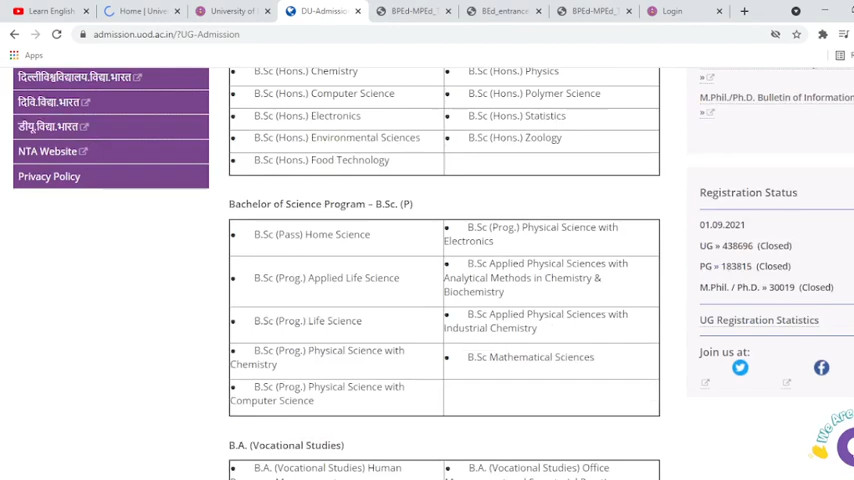 Learn English
Home | Unive
University of
DU-Admissio
BPEd-MPEd_
BEd_entrance
BPEd-MPEd_T
Login
admission.uod.ac.in/?UG-Admission
Apps
दिल्लीविश्वविद्यालय.विद्या.भारत
दिवि.विद्या.भारत
डीयू.विद्या.भारत
NTA Website
Privacy Policy
B.Sc (Hons.) Chemistry
B.Sc (Hons.) Physics
B.Sc (Hons.) Computer Science
B.Sc (Hons.) Polymer Science
B.Sc (Hons.) Electronics
B.Sc (Hons.) Statistics
B.Sc (Hons.) Environmental Sciences
B.Sc (Hons.) Zoology
B.Sc (Hons.) Food Technology
Bachelor of Science Program – B.Sc. (P)
B.Sc (Pass) Home Science
B.Sc (Prog.) Physical Science with
Electronics
B.Sc (Prog.) Applied Life Science
B.Sc Applied Physical Sciences with
Analytical Methods in Chemistry &
Biochemistry
B.Sc (Prog.) Life Science
B.Sc Applied Physical Sciences with
Industrial Chemistry
B.Sc (Prog.) Physical Science with
Chemistry
B.Sc Mathematical Sciences
B.Sc (Prog.) Physical Science with
Computer Science
B.A. (Vocational Studies)
B.A. (Vocational Studies) Human
B.A. (Vocational Studies) Office
»
M.Phil./Ph.D. Bulletin of Information
»
Registration Status
01.09.2021
UG » 438696 (Closed)
PG » 183815 (Closed)
M.Phil. / Ph.D. » 30019 (Closed)
UG Registration Statistics
Join us at:
We Are